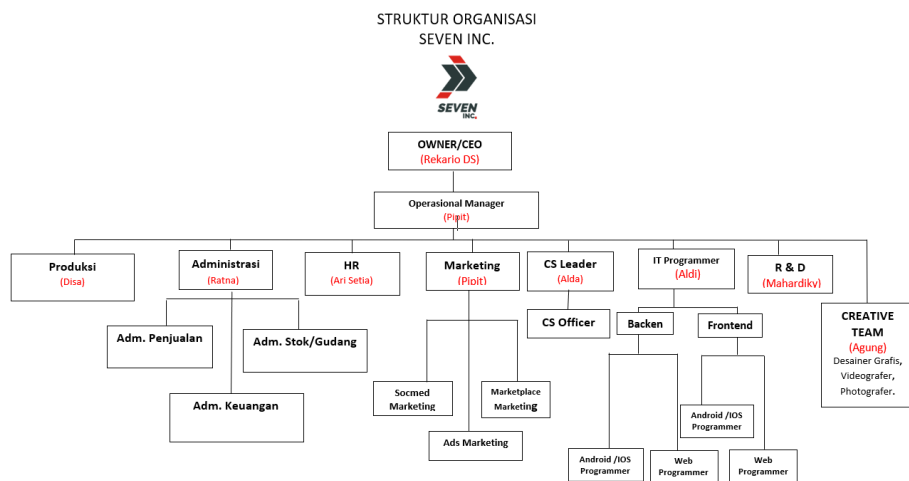 STRUKTUR ORGANISASI
SEVEN INC.
SEVEN
INC.
OWNER/CEO
(Rekario DS)
Operasional Manager
(Pipit)
Produksi
(Disa)
Administrasi
(Ratna)
HR
(Ari Setia)
Marketing
(Pipit)
CS Leader
(Alda)
IT Programmer
(Aldi)
R & D
(Mahardiky)
CREATIVE
TEAM
(Agung)
Desainer Grafis,
Videografer,
Photografer.
Adm. Penjualan
Adm. Stok/Gudang
Adm. Keuangan
CS Officer
Backen
Frontend
Socmed
Marketing
Marketplace
Marketing
Ads Marketing
Android /IOS
Programmer
Android /IOS
Programmer
Web
Programmer
Web
Programmer